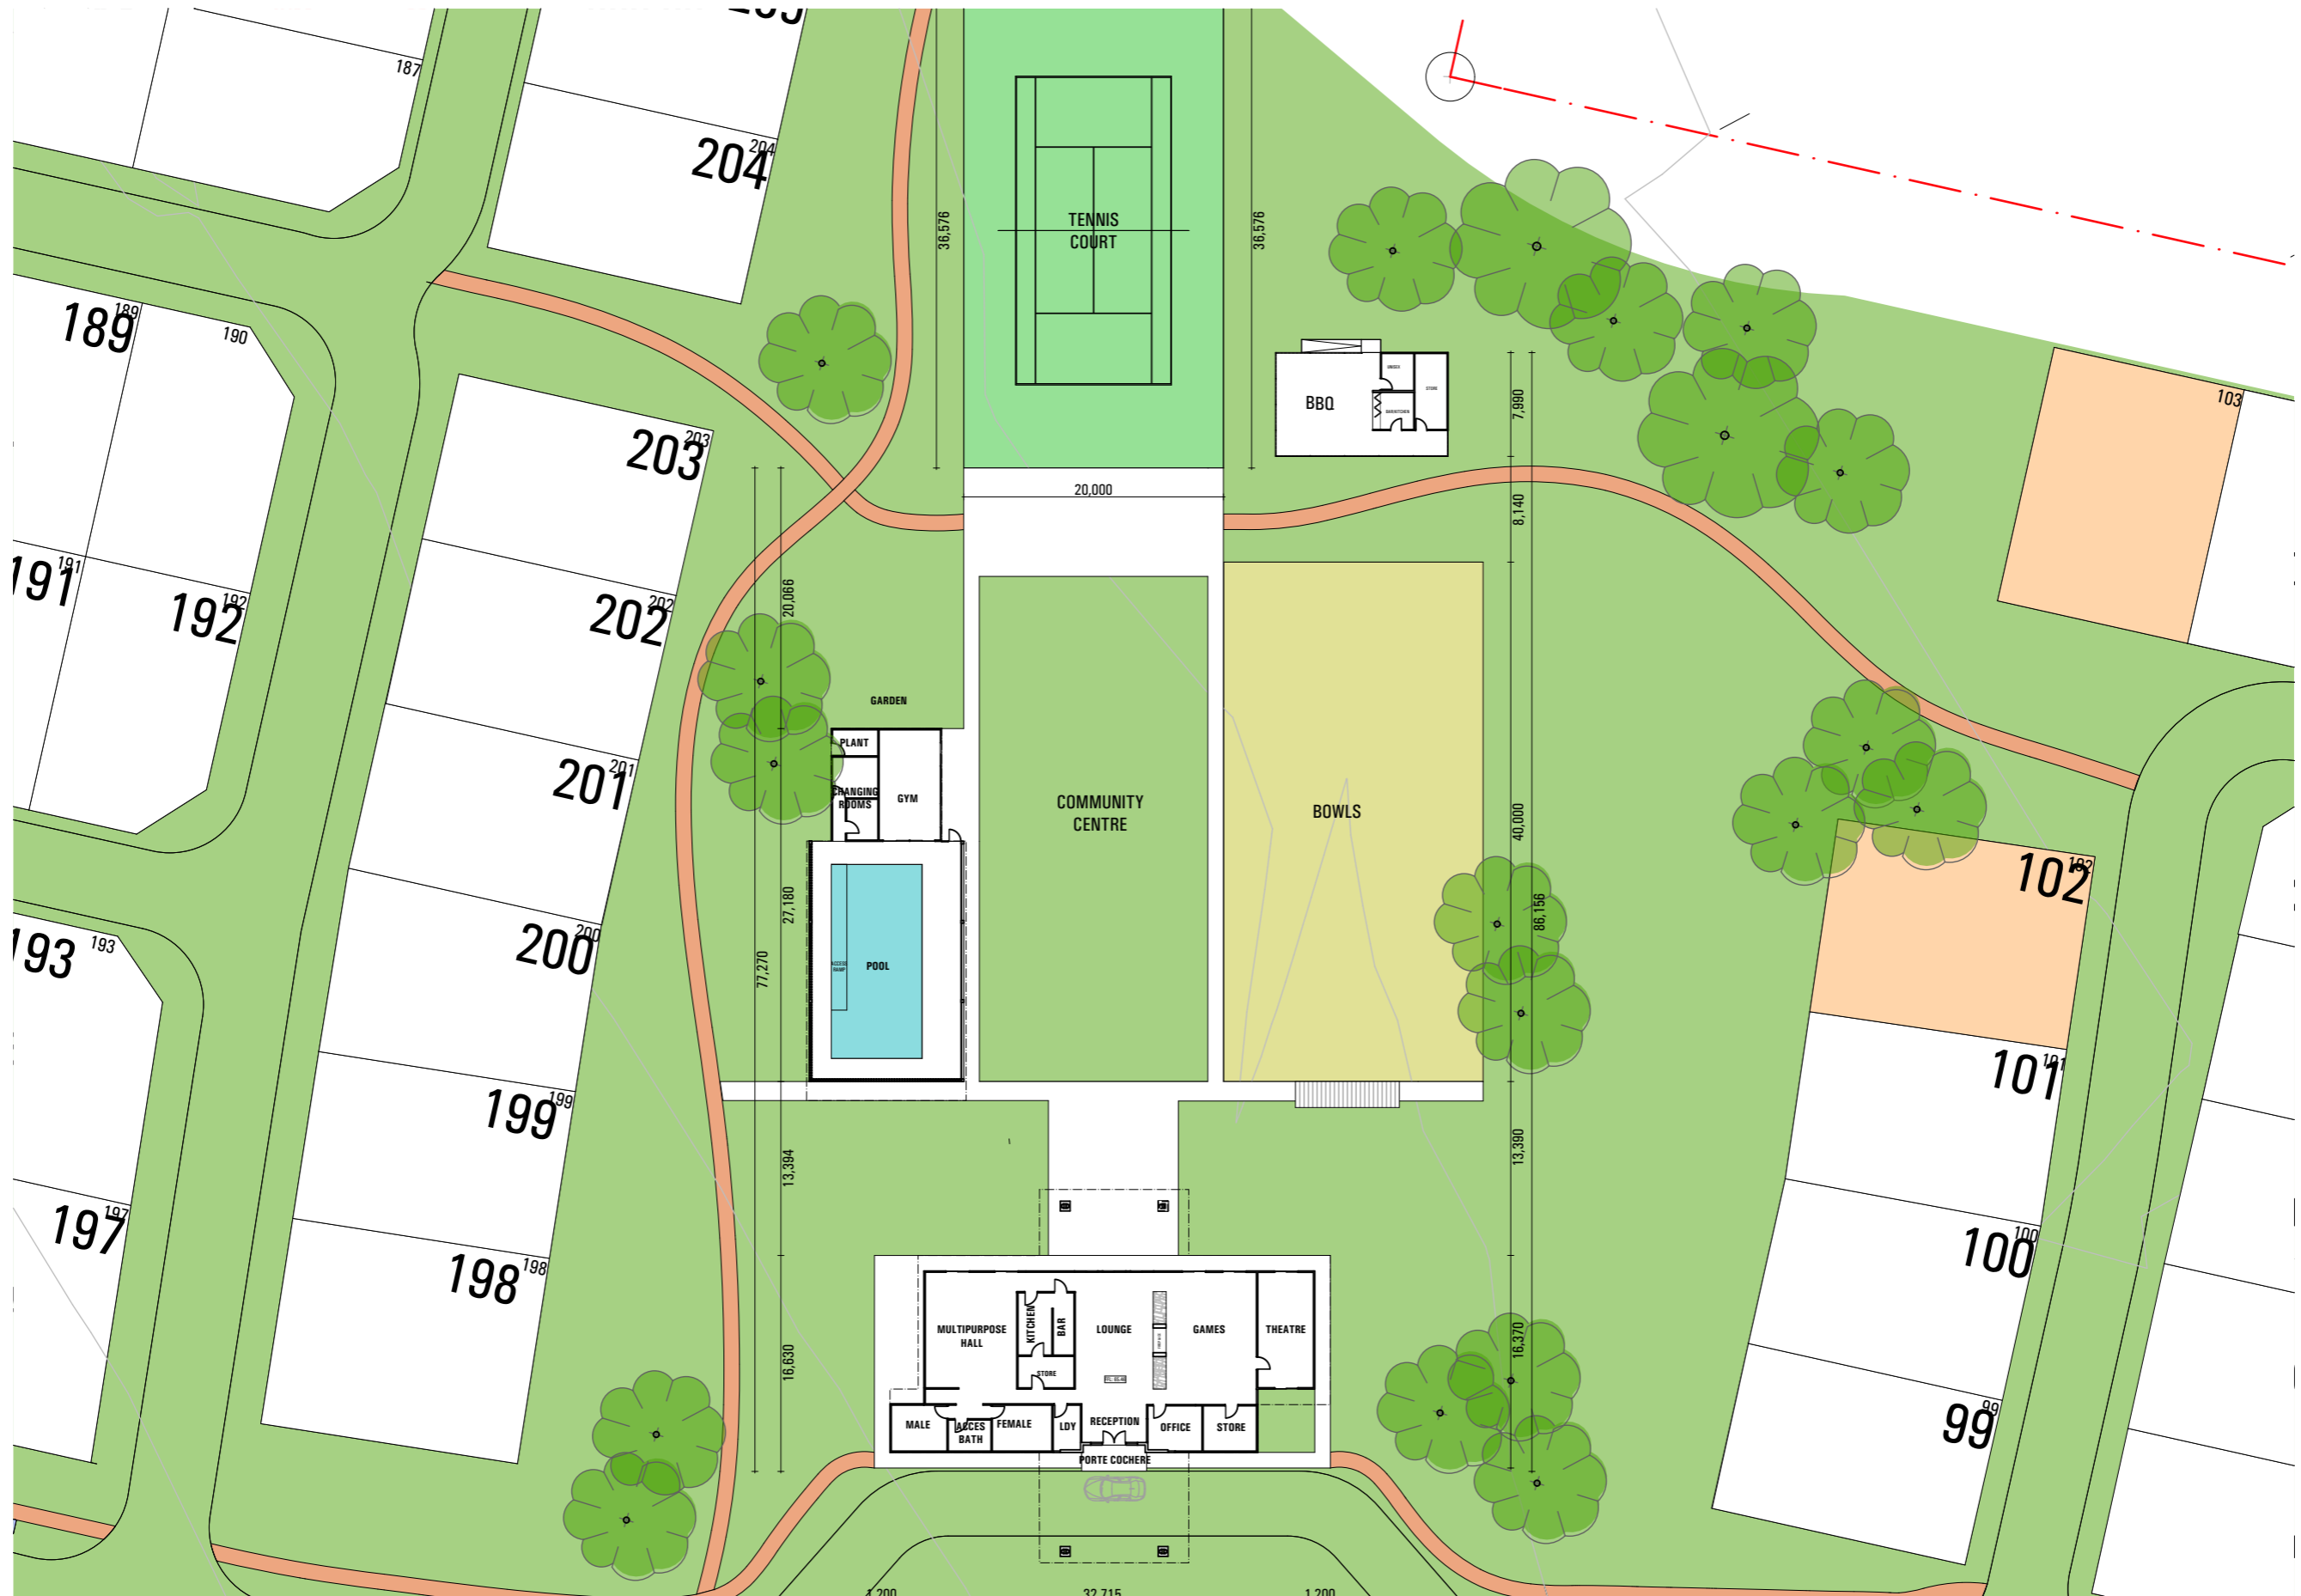 187
204
204
TENNIS
COURT
36,576
36,576
189
189
190
BBQ
UNISEX
STORE
7,990
103
203
203
20,000
8,140
191
191
192
192
202
202
20,066
GARDEN
PLANT
CHANGING
ROOMS
GYM
201
201
COMMUNITY
CENTRE
BOWLS
40,000
102
102
27,180
86,156
193
193
200
200
77,270
ACCESS
RAMP
POOL
101
101
199
199
13,394
13,390
197
197
198
198
100
100
MULTIPURPOSE
HALL
KITCHEN
BAR
LOUNGE
GAMES
THEATRE
STORE
16,630
16,370
MALE
ACCES
BATH
FEMALE
LDY
RECEPTION
OFFICE
STORE
99
99
PORTE COCHERE
1,200
32,715
1,200